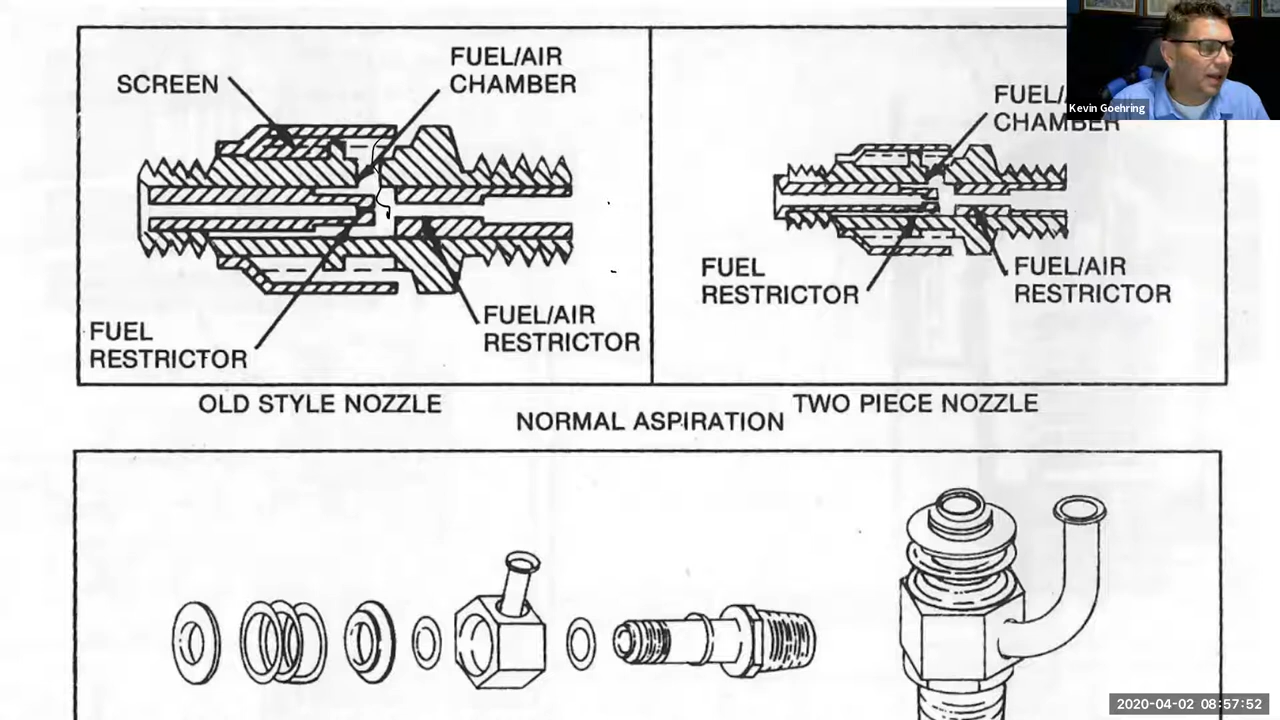 SCREEN
FUEL/AIR
CHAMBER
FUEL
RESTRICTOR
FUEL/AIR
RESTRICTOR
FUEL/
CHAMBER
Kevin Goehring
FUEL
RESTRICTOR
FUEL/AIR
RESTRICTOR
OLD STYLE NOZZLE
NORMAL ASPIRATION
TWO PIECE NOZZLE
2020-04-02 08:57:52